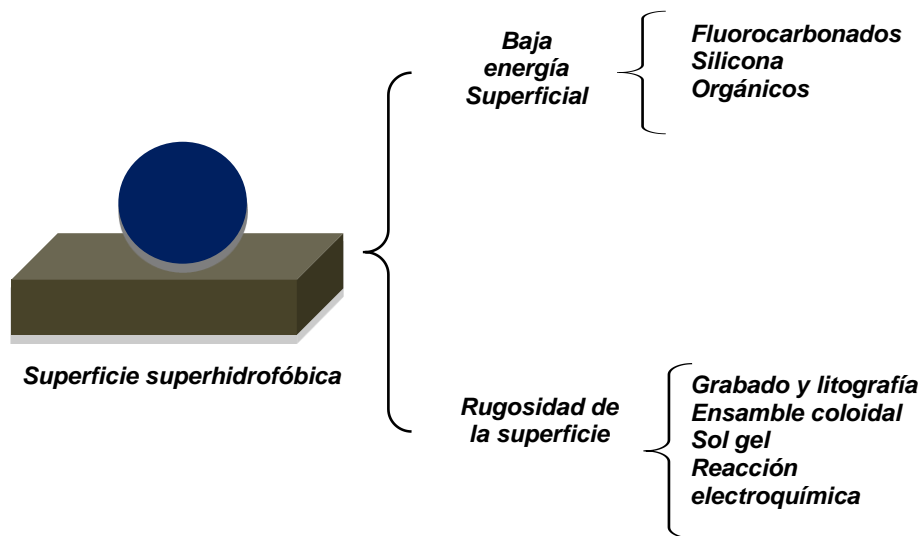 Superficie superhidrofóbica
Baja
energía
Superficial
Fluorocarbonados
Silicona
Orgánicos
Rugosidad de
la superficie
Grabado y litografía
Ensamble coloidal
Sol gel
Reacción
electroquímica